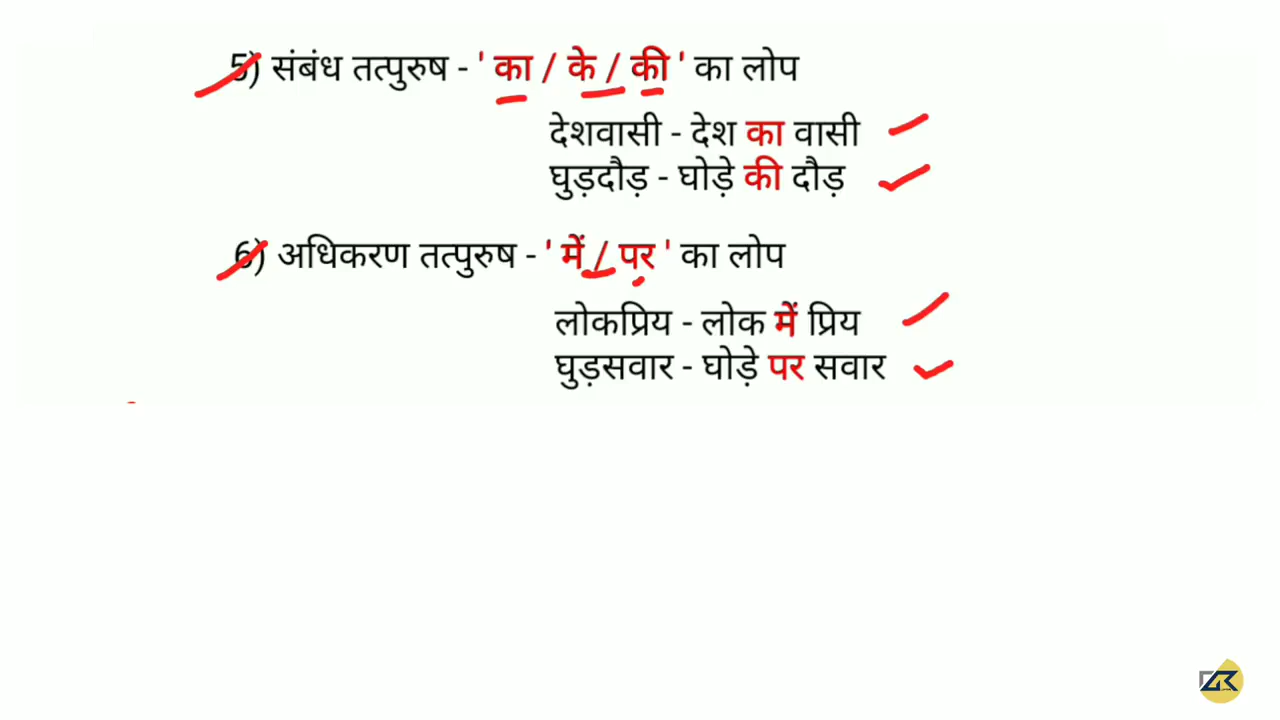 5) संबंध तत्पुरुष - ' का / के / की ' का लोप
देशवासी - देश का वासी
घुड़दौड़ - घोड़े की दौड़
6) अधिकरण तत्पुरुष - ' में / पर ' का लोप
लोकप्रिय - लोक में प्रिय
घुड़सवार - घोड़े पर सवार